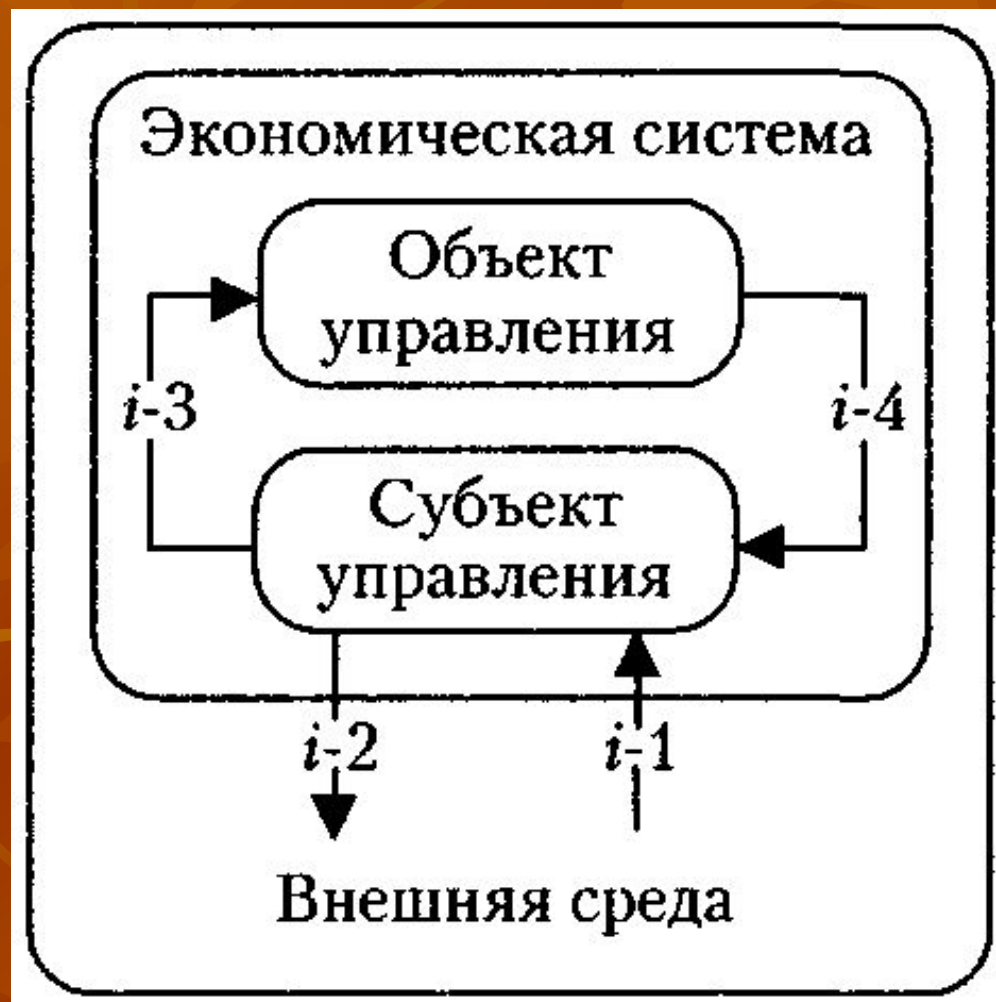 Экономическая система
Объект
управления
i-3
i-4
Субъект
управления
i-2
i-1
Внешняя среда